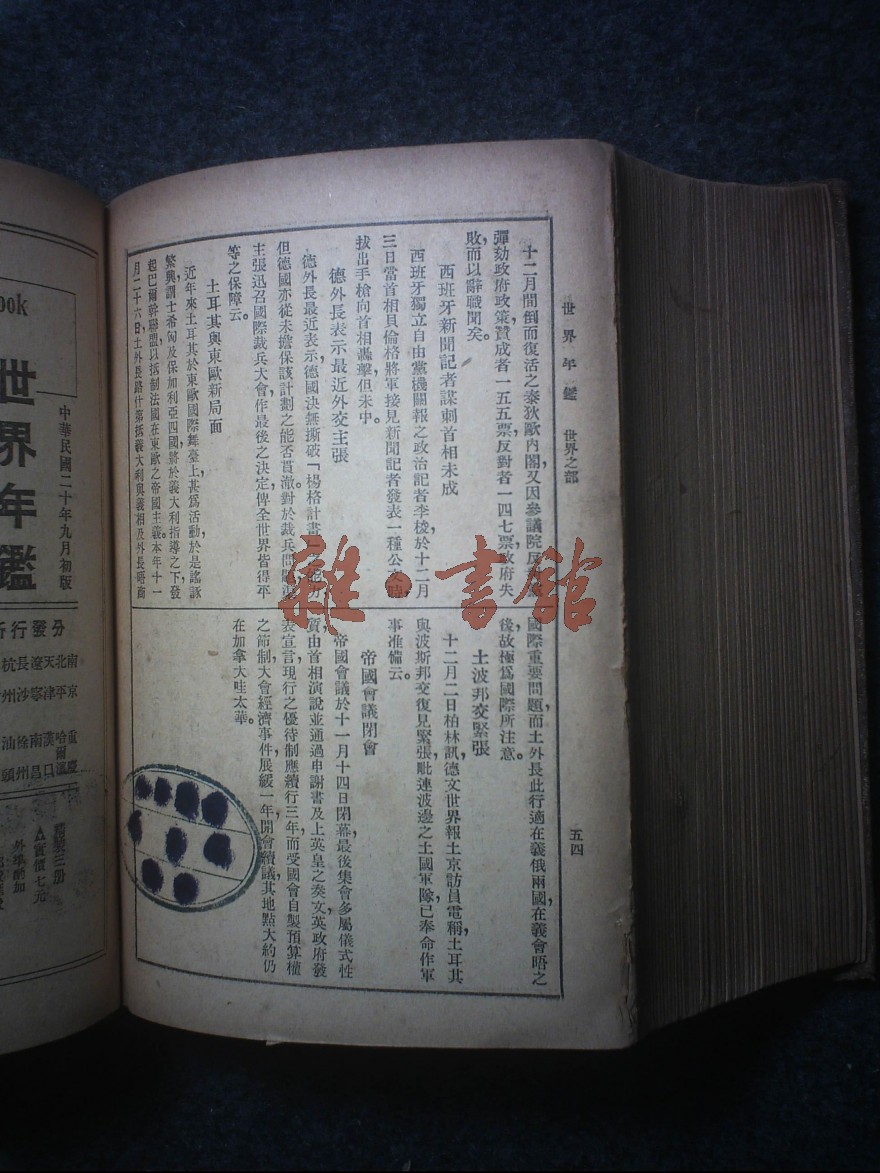 世界年鑑　世界之部
五四
十二月間倒而復活之泰狄歐內閣，又因參議院
彈劾政府政策，贊成者一五五票，反對者一四七票，政府失
敗，而以辭職聞矣。
西班牙新聞記者謀刺首相未成
西班牙獨立自由黨機關報之政治記者李梭，於十二月
三日當首相貝倫格將軍接見新聞記者發表一種公文時，
拔出手槍向首相轟擊，但未中。
德外長表示最近外交主張
德外長最近表示德國決無撕破「楊格計畫」之能力，
但德國亦從未擔保該計劃之能否貫澈，對於裁兵問題，
主張迅召國際裁兵大會，作最後之決定，俾全世界皆得平
等之保障云。
土耳其與東歐新局面
近年來土耳其於東歐國際舞臺上，甚爲活動，於是謠諑
繁興，謂土希匈及保加利亞四國，將於義大利指導之下，發
起巴爾幹聯盟，以抵制法國在東歐之帝國主義。本年十一
月二十六日，土外長路什第抵義大利，與義相及外長晤商
國際重要問題，而土外長此行適在義俄兩國，在義會晤之
後，故極爲國際所注意。
土波邦交緊張
十二月二日柏林訊，德文世界報土京訪員電稱，土耳其
與波斯邦交復見緊張，毗連波邊之土國軍隊，已奉命作軍
事准備云。
帝國會議閉會
帝國會議於十一月十四日閉幕，最後集會多屬儀式性
質，由首相演說並通過申謝書及上英皇之奏文，英政府發
表宣言，現行之優待制應續行三年，而受國會自製預算權
之節制，大會經濟事件展緩一年，開會續議，其地點大約仍
在加拿大哇太華。
雜·書館
ook
中華民國二十年九月初版
世界年鑑
分發行所
南北天遼長杭
京平津寧沙州
重哈漢南徐汕
慶爾口昌州頭
濱
精裝二册
實價七元
外埠酌加